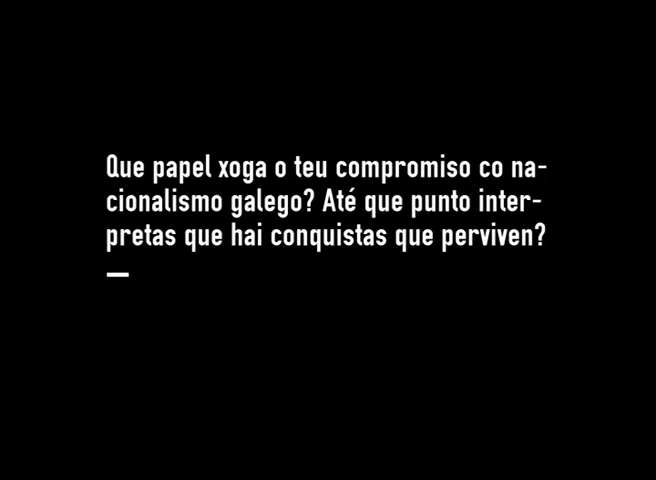 Que papel xoga o teu compromiso co na-
cionalismo galego? Até que punto inter-
pretas que hai conquistas que perviven?